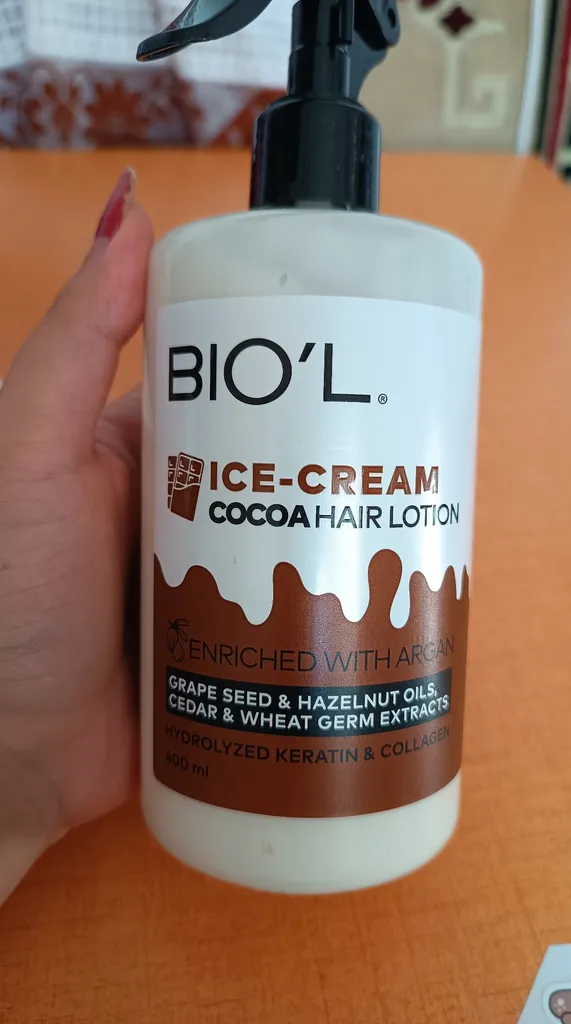 BIO'L®
ICE-CREAM
COCOA HAIR LOTION
ENRICHED WITH ARGAN
GRAPE SEED & HAZELNUT OILS,
CEDAR & WHEAT GERM EXTRACTS,
HYDROLYZED KERATIN & COLLAGEN
400 ml